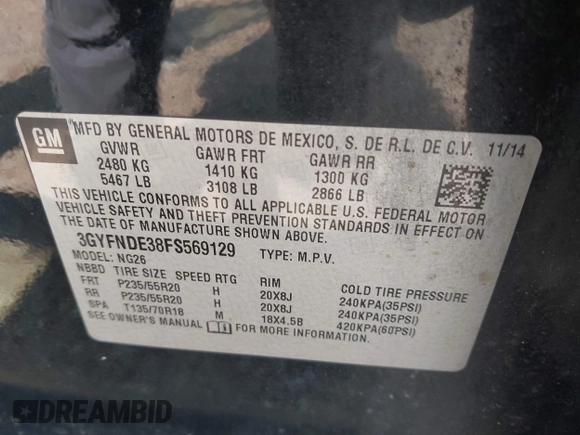 GM MFD BY GENERAL MOTORS DE MEXICO, S. DE R.L. DE C.V. 11/14
GVWR GAWR FRT GAWR RR
2480 KG 1410 KG 1300 KG
5467 LB 3108 LB 2866 LB
THIS VEHICLE CONFORMS TO ALL APPLICABLE U.S. FEDERAL MOTOR
VEHICLE SAFETY AND THEFT PREVENTION STANDARDS IN EFFECT ON
THE DATE OF MANUFACTURE SHOWN ABOVE.
3GYFNDE38FS569129 TYPE: M.P.V.
MODEL: NG26
NBBD TIRE SIZE SPEED RTG RIM COLD TIRE PRESSURE
FRT P235/55R20 H 20X8J 240KPA(35PSI)
RR P235/55R20 H 20X8J 240KPA(35PSI)
SPA T135/70R18 M 18X4.5B 420KPA(60PSI)
SEE OWNER'S MANUAL FOR MORE INFORMATION.
DREAMBID